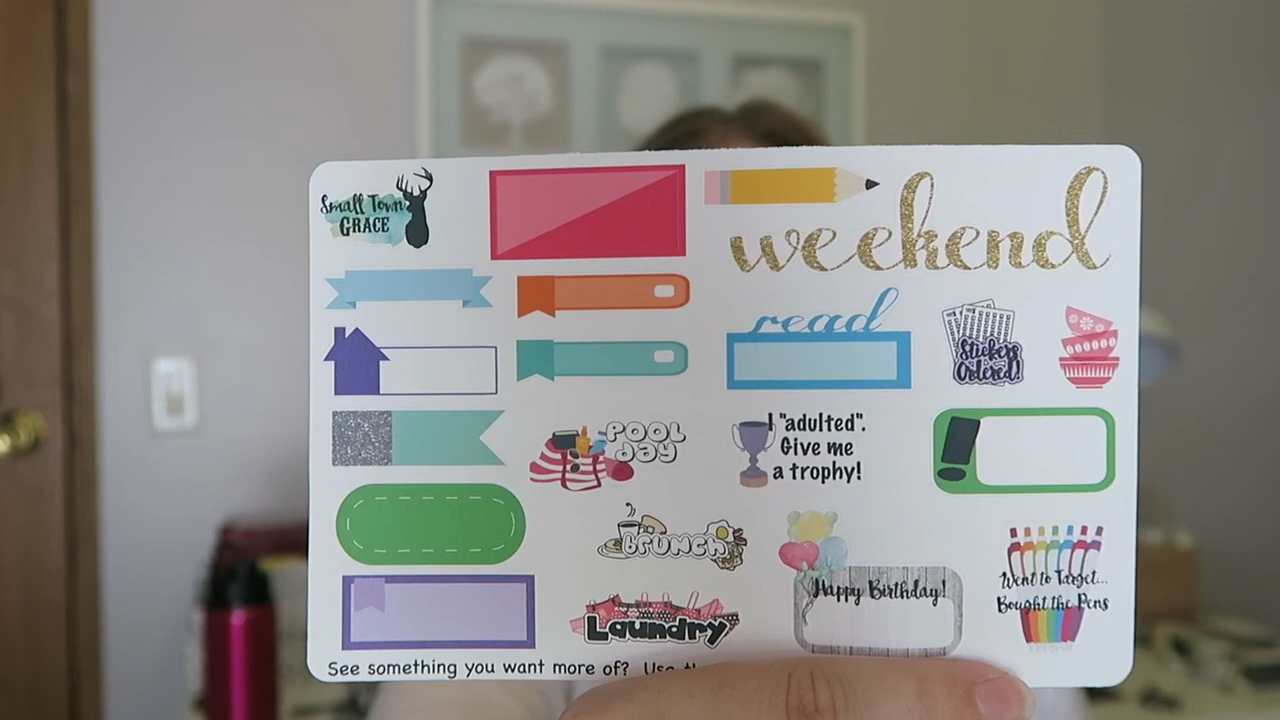 Small Town
GRACE
weekend
read
Stickers
Ordered!
POOL
day
I "adulted".
Give me
a trophy!
BRUNCH
Happy Birthday!
Went to Target...
Bought the Pens
Laundry
See something you want more of? Use